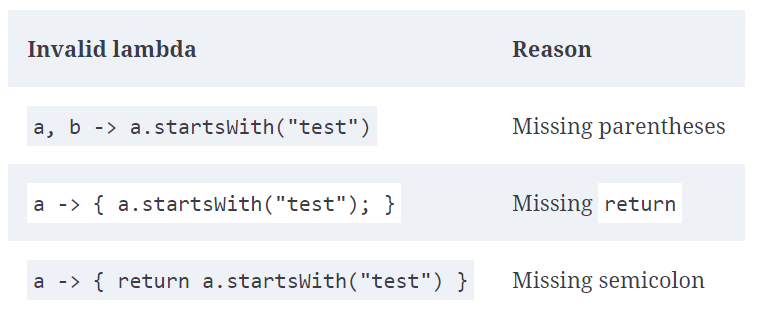 Invalid lambda Reason
a, b -> a.startsWith("test") Missing parentheses
a -> { a.startsWith("test"); } Missing return
a -> { return a.startsWith("test") } Missing semicolon